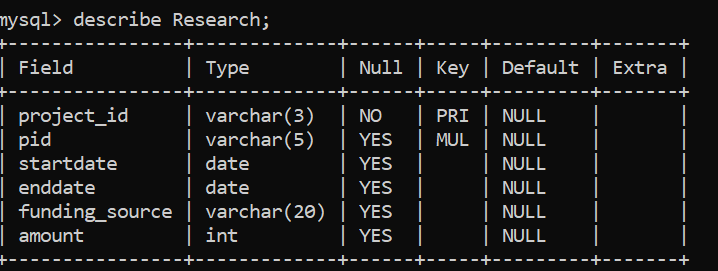 mysql> describe Research;
+----------------+-------------+------+-----+---------+-------+
| Field          | Type        | Null | Key | Default | Extra |
+----------------+-------------+------+-----+---------+-------+
| project_id     | varchar(3)  | NO   | PRI | NULL    |       |
| pid            | varchar(5)  | YES  | MUL | NULL    |       |
| startdate      | date        | YES  |     | NULL    |       |
| enddate        | date        | YES  |     | NULL    |       |
| funding_source | varchar(20) | YES  |     | NULL    |       |
| amount         | int         | YES  |     | NULL    |       |
+----------------+-------------+------+-----+---------+-------+